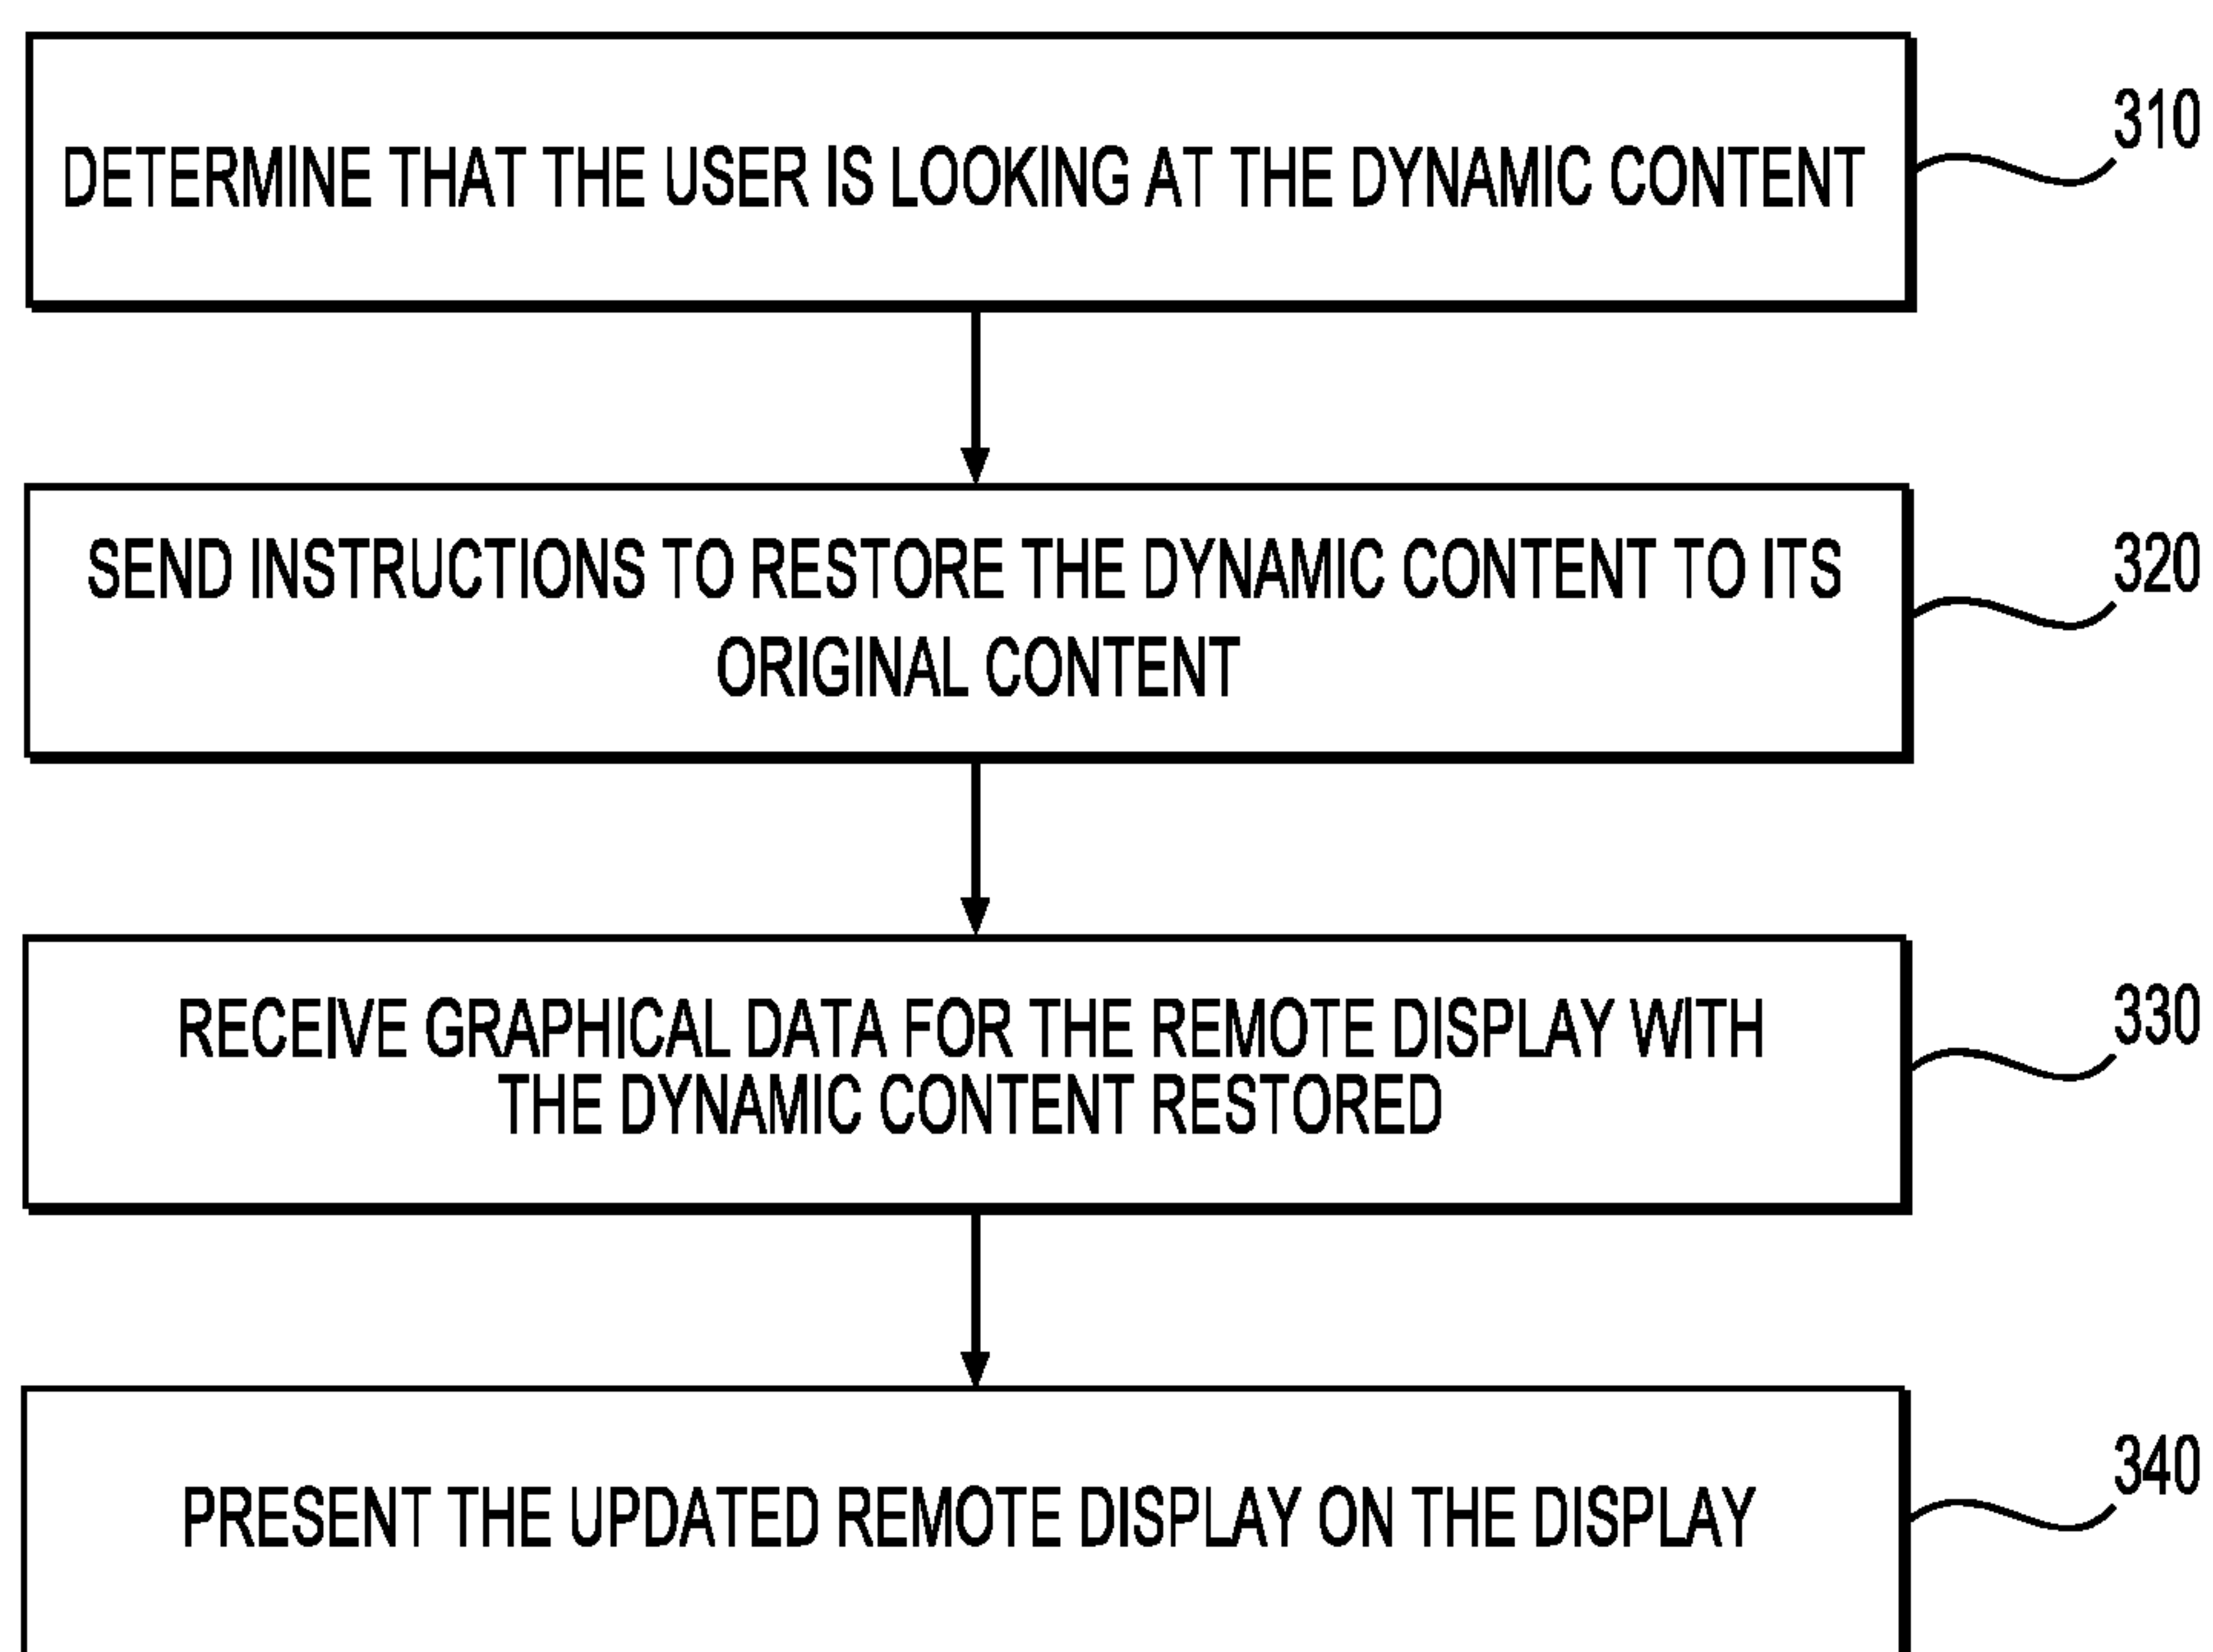 310
DETERMINE THAT THE USER IS LOOKING AT THE DYNAMIC CONTENT
320
SEND INSTRUCTIONS TO RESTORE THE DYNAMIC CONTENT TO ITS
ORIGINAL CONTENT
330
RECEIVE GRAPHICAL DATA FOR THE REMOTE DISPLAY WITH
THE DYNAMIC CONTENT RESTORED
340
PRESENT THE UPDATED REMOTE DISPLAY ON THE DISPLAY